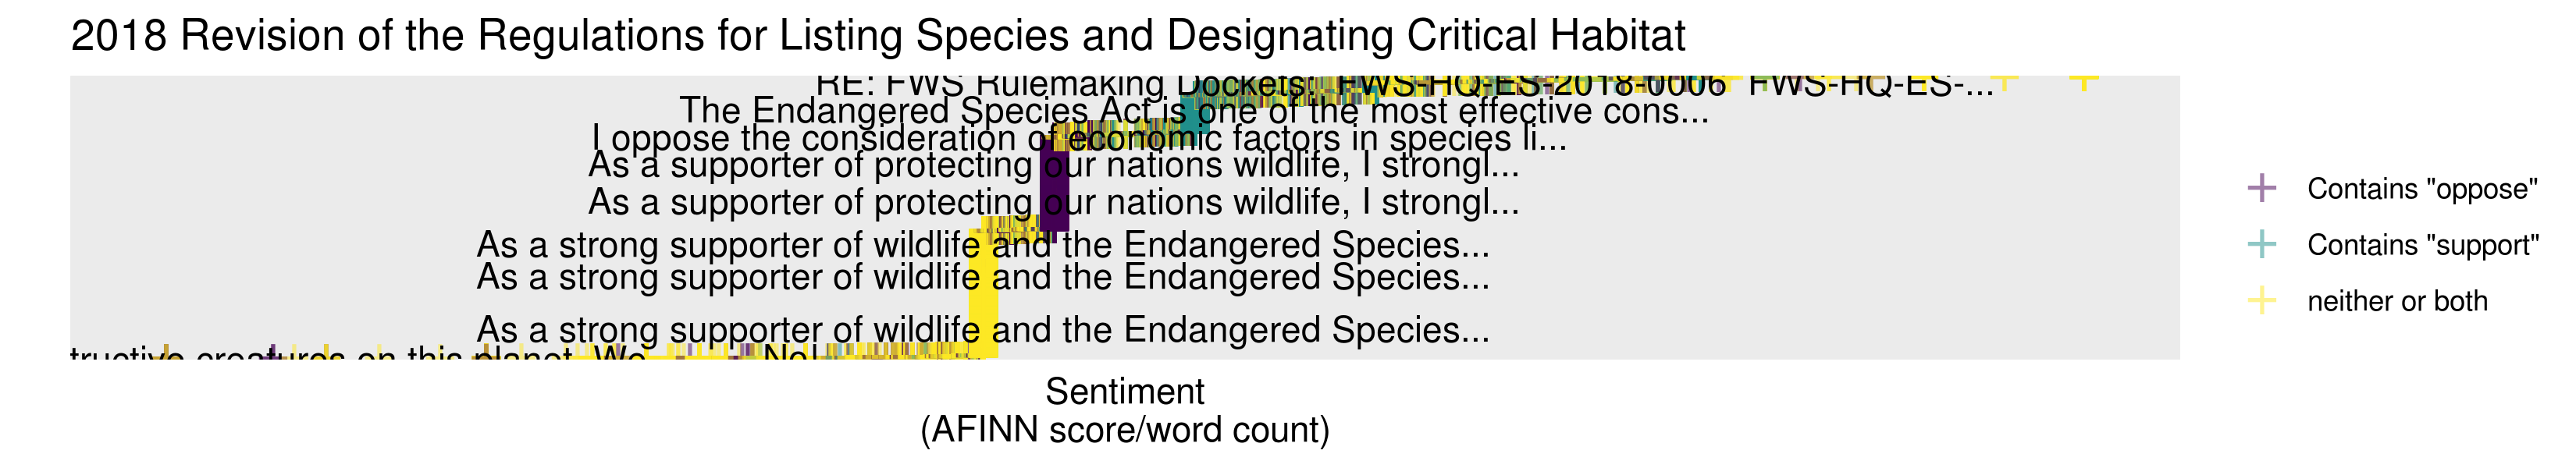 2018 Revision of the Regulations for Listing Species and Designating Critical Habitat
RE: FWS Rulemaking Dockets: FWS-HQ-ES-2018-0006 FWS-HQ-ES-...
The Endangered Species Act is one of the most effective cons...
I oppose the consideration of economic factors in species li...
As a supporter of protecting our nations wildlife, I strongl...
As a supporter of protecting our nations wildlife, I strongl...
As a strong supporter of wildlife and the Endangered Species...
As a strong supporter of wildlife and the Endangered Species...
As a strong supporter of wildlife and the Endangered Species...
tructive creatures on this planet. We
No!
Sentiment
(AFINN score/word count)
Contains "oppose"
Contains "support"
neither or both